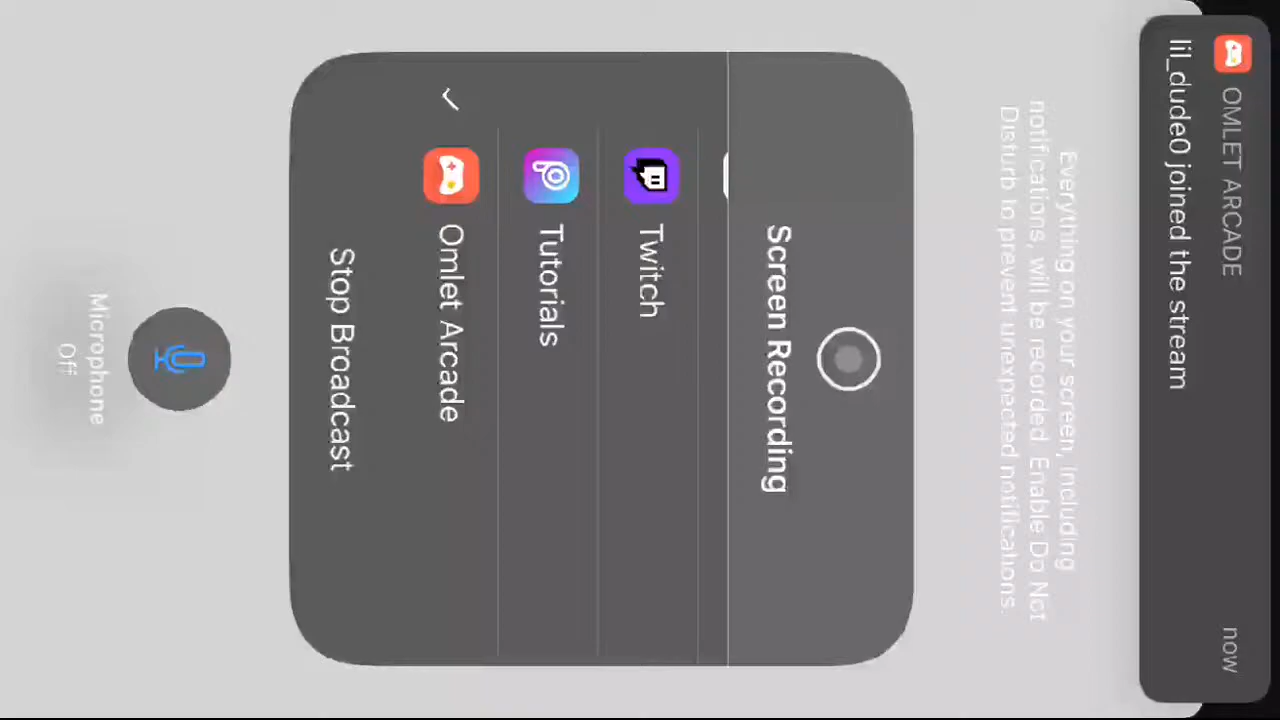 OMLET ARCADE
now
lil_dude0 joined the stream
Everything on your screen, including
notifications, will be recorded. Enable Do Not
Disturb to prevent unexpected notifications.
Screen Recording
Twitch
Tutorials
Omlet Arcade
Stop Broadcast
Microphone
Off